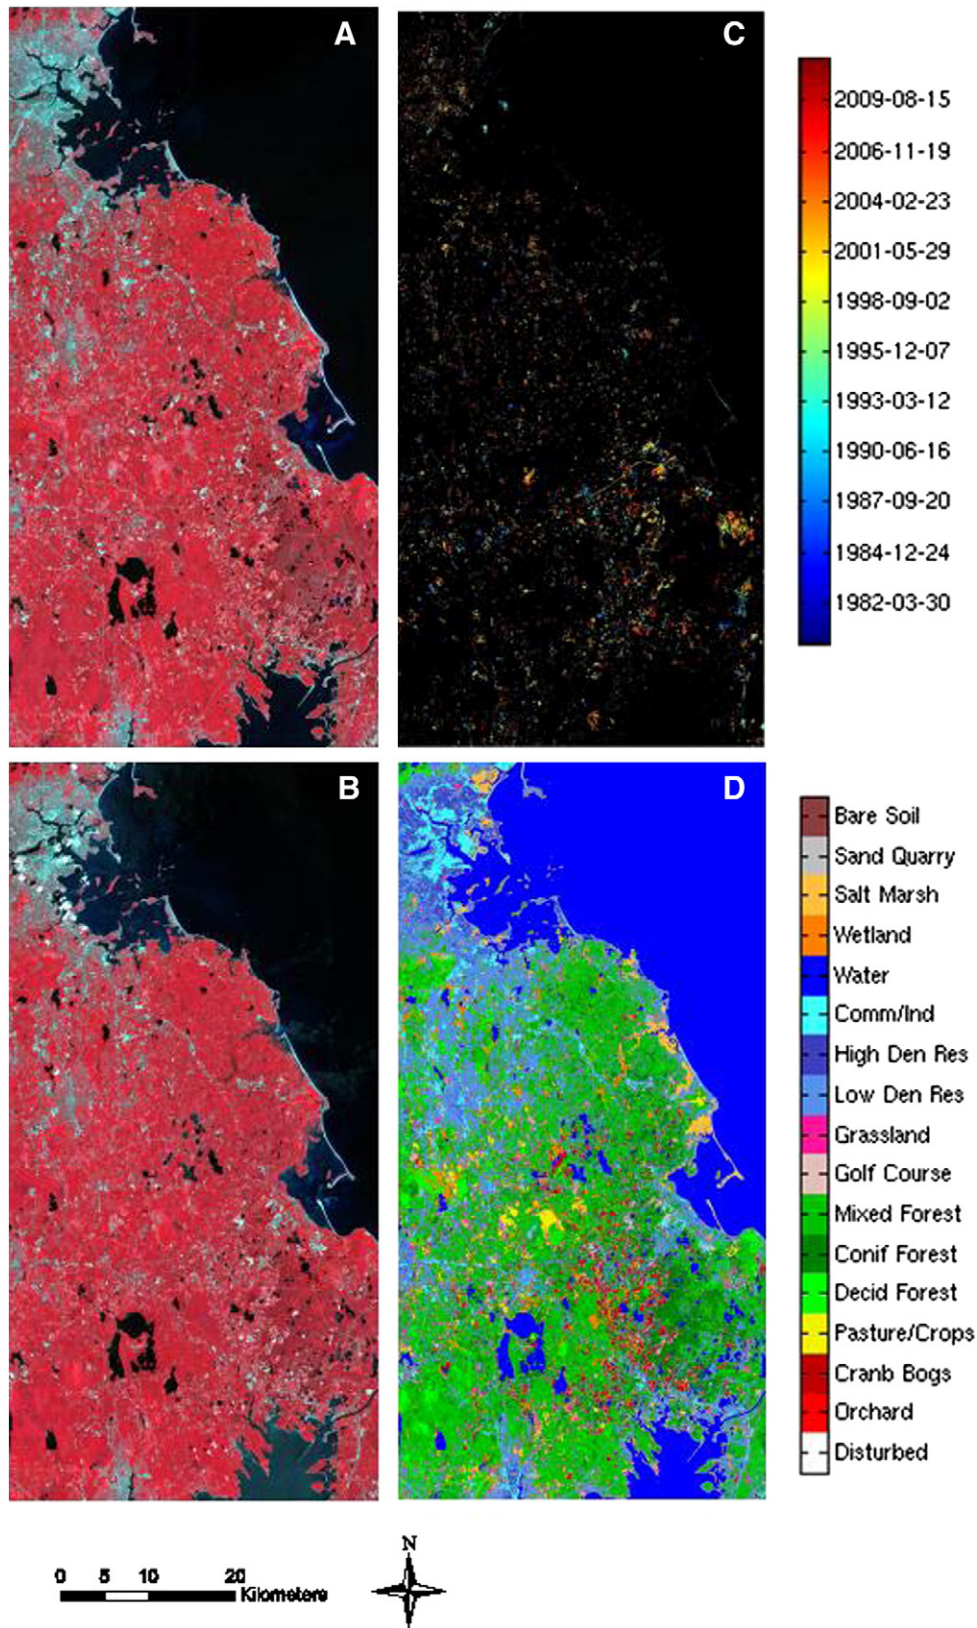 A
C
2009-08-15
2006-11-19
2004-02-23
2001-05-29
1998-09-02
1995-12-07
1993-03-12
1990-06-16
1987-09-20
1984-12-24
1982-03-30
B
D
Bare Soil
Sand Quarry
Salt Marsh
Wetland
Water
Comm/Ind
High Den Res
Low Den Res
Grassland
Golf Course
Mixed Forest
Conif Forest
Decid Forest
Pasture/Crops
Cranb Bogs
Orchard
Disturbed
N
0 5 10 20
Kilometers